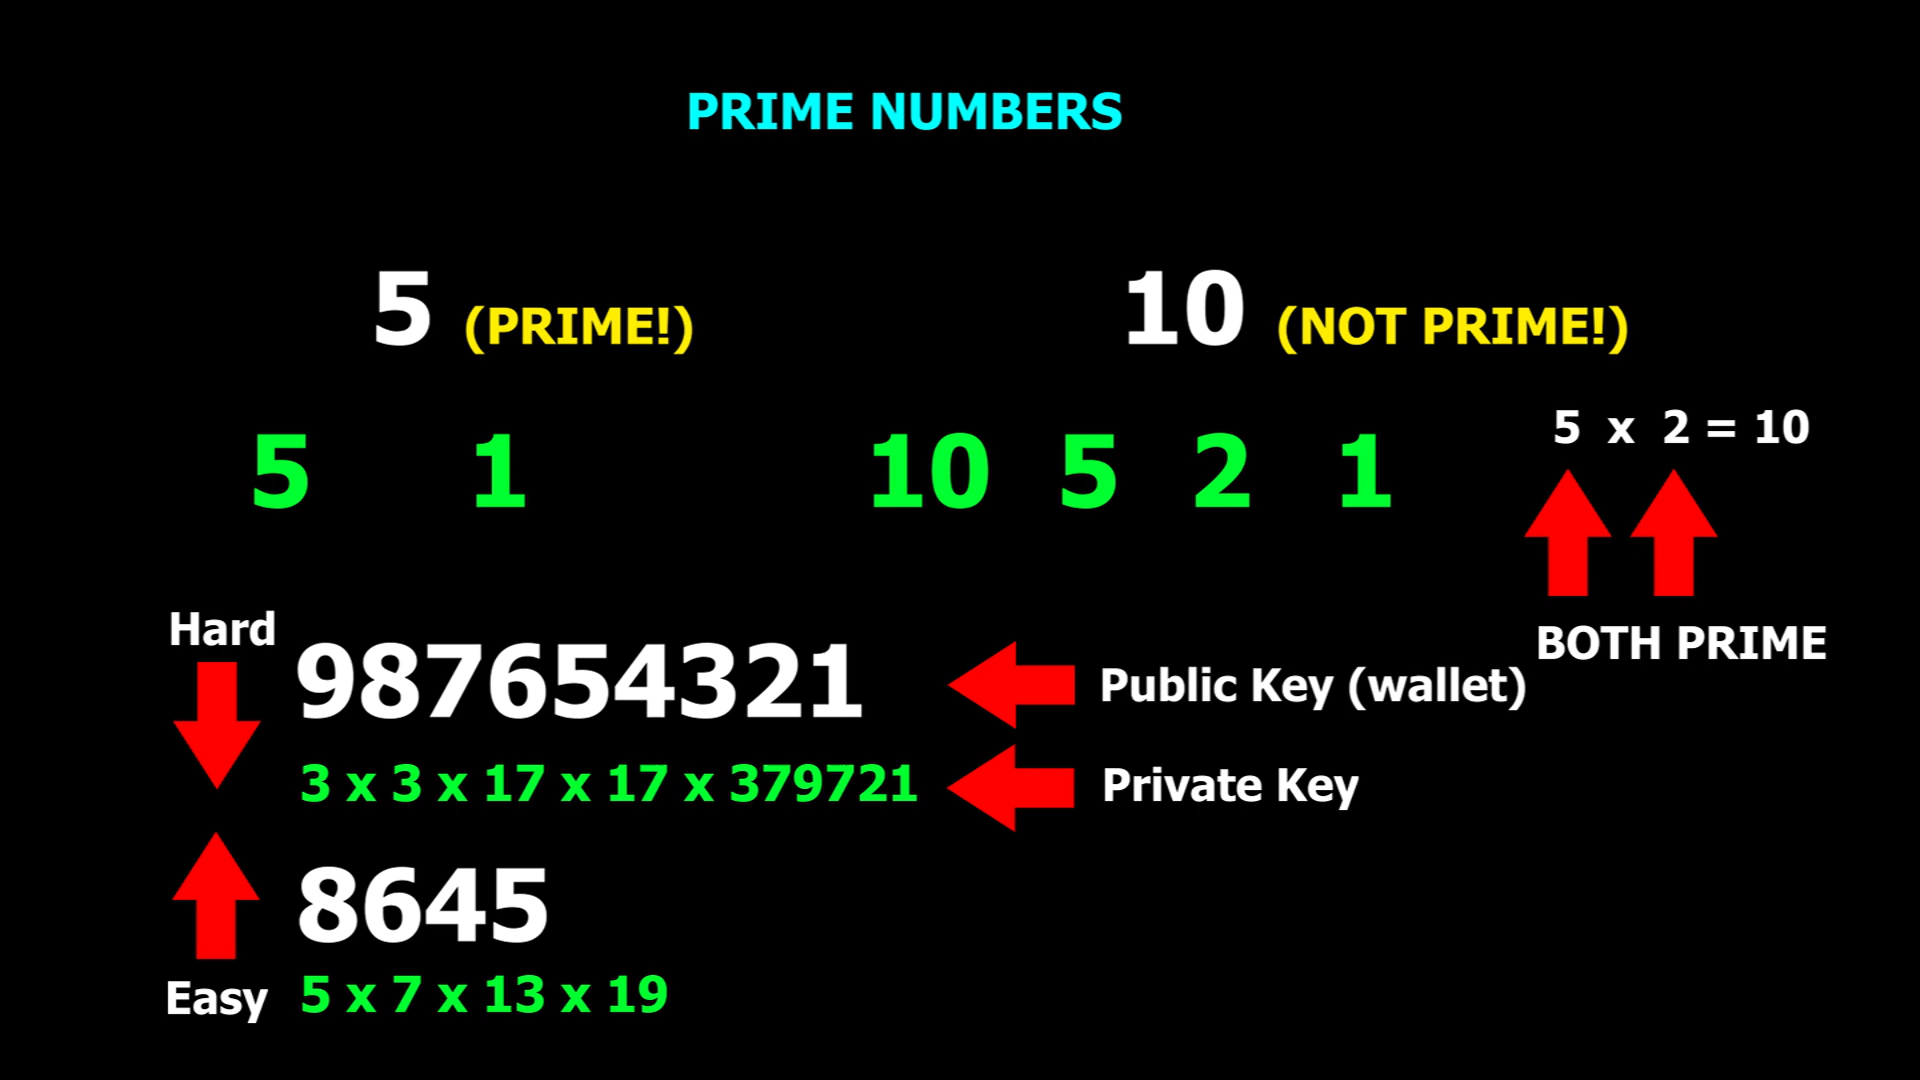 PRIME NUMBERS
5 (PRIME!)
10 (NOT PRIME!)
5 1
10 5 2 1
5 x 2 = 10
BOTH PRIME
Hard
987654321
Public Key (wallet)
3 x 3 x 17 x 17 x 379721
Private Key
8645
Easy
5 x 7 x 13 x 19